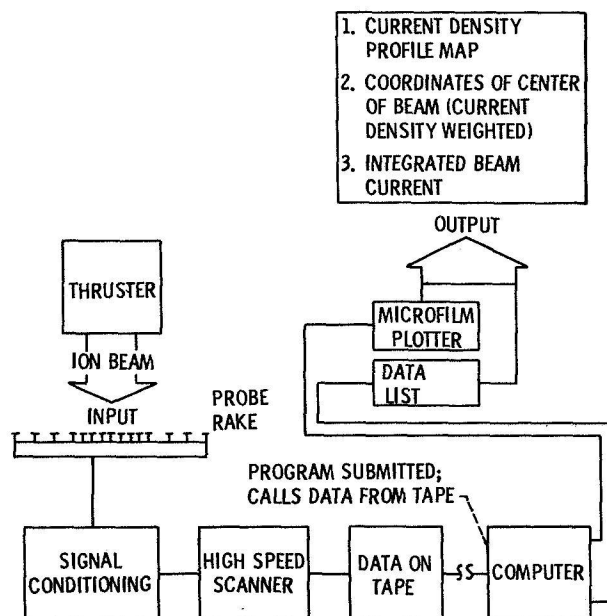 1. CURRENT DENSITY
PROFILE MAP
2. COORDINATES OF CENTER
OF BEAM (CURRENT
DENSITY WEIGHTED)
3. INTEGRATED BEAM
CURRENT
OUTPUT
THRUSTER
MICROFILM
PLOTTER
ION BEAM
DATA
LIST
INPUT
PROBE
RAKE
PROGRAM SUBMITTED;
CALLS DATA FROM TAPE
SIGNAL
CONDITIONING
HIGH SPEED
SCANNER
DATA ON
TAPE
COMPUTER